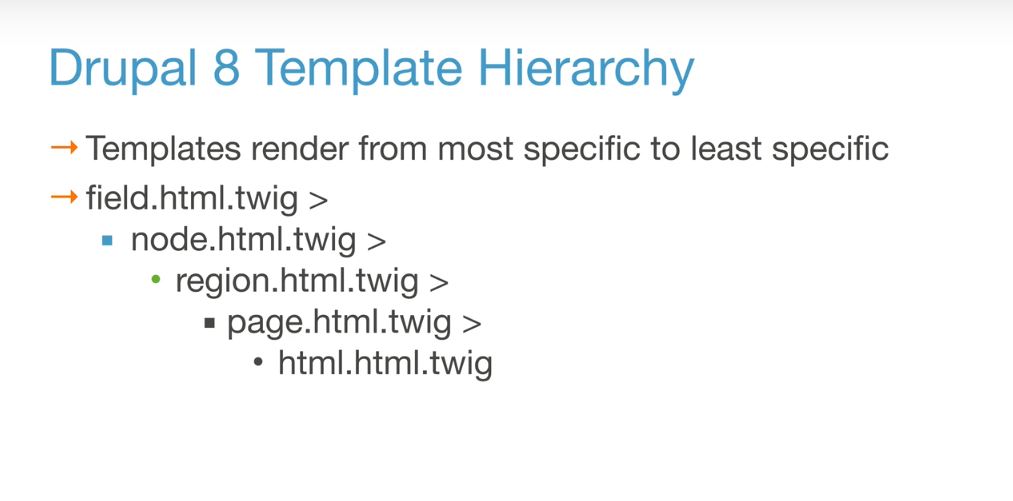 Drupal 8 Template Hierarchy
→ Templates render from most specific to least specific
→ field.html.twig >
▪ node.html.twig >
• region.html.twig >
▪ page.html.twig >
• html.html.twig